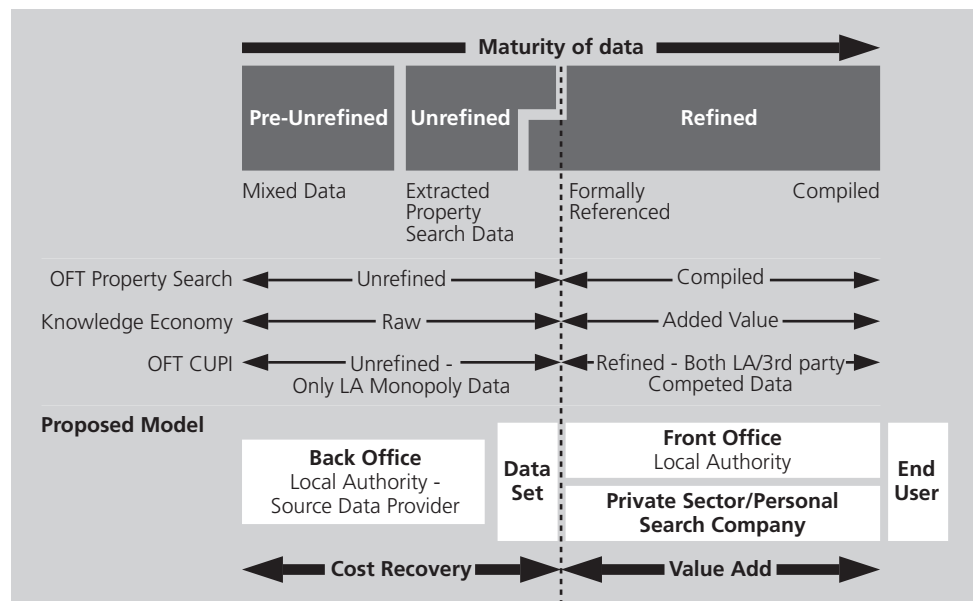 Maturity of data
Pre-Unrefined Unrefined Refined
Mixed Data Extracted Property Search Data Formally Referenced Compiled
OFT Property Search Unrefined Compiled
Knowledge Economy Raw Added Value
OFT CUPI Unrefined - Only LA Monopoly Data Refined - Both LA/3rd party Competed Data
Proposed Model
Back Office
Local Authority -
Source Data Provider
Data
Set
Front Office
Local Authority
Private Sector/Personal
Search Company
End
User
Cost Recovery Value Add